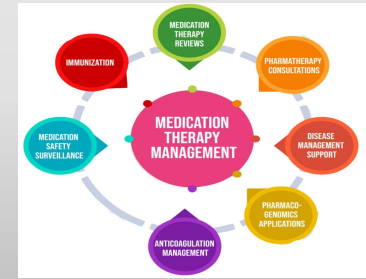 MEDICATION
THERAPY
REVIEWS
IMMUNIZATION
PHARMATHERAPY
CONSULTATIONS
MEDICATION
THERAPY
MANAGEMENT
MEDICATION
SAFETY
SURVEILLANCE
DISEASE
MANAGEMENT
SUPPORT
PHARMACO-
GENOMICS
APPLICATIONS
ANTICOAGULATION
MANAGEMENT